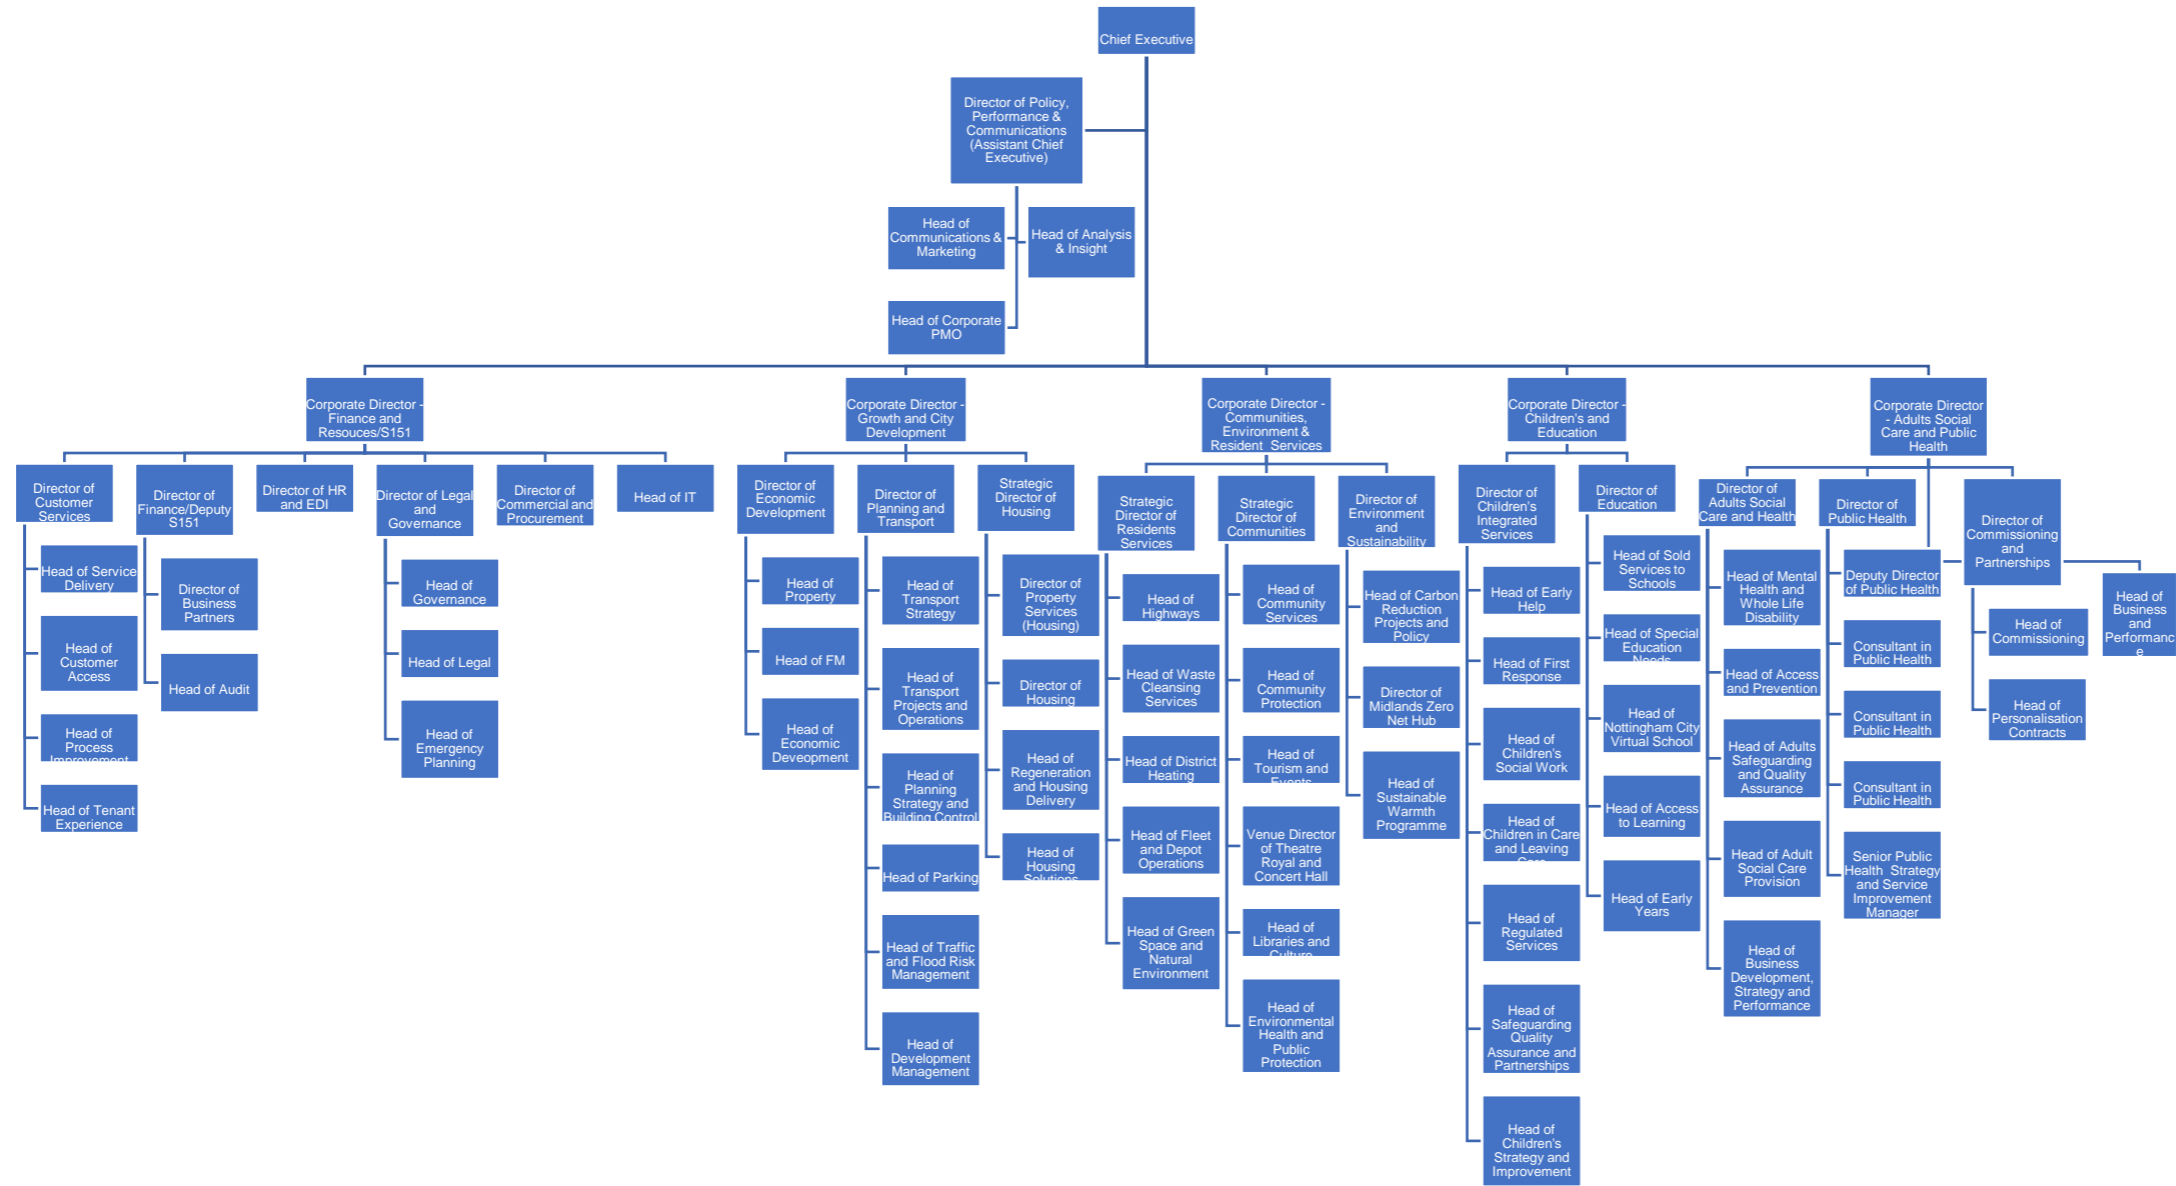 Chief Executive
Director of Policy,
Performance &
Communications
(Assistant Chief
Executive)
Head of
Communications &
Marketing
Head of Analysis
& Insight
Head of Corporate
PMO
Corporate Director -
Finance and
Resouces/S151
Corporate Director -
Growth and City
Development
Corporate Director -
Communities,
Environment &
Resident Services
Corporate Director -
Children's and
Education
Corporate Director
- Adults Social
Care and Public
Health
Director of
Customer
Services
Director of
Finance/Deputy
S151
Director of HR
and EDI
Director of Legal
and
Governance
Director of
Commercial and
Procurement
Head of IT
Director of
Economic
Development
Director of
Planning and
Transport
Strategic
Director of
Housing
Strategic
Director of
Residents
Services
Strategic
Director of
Communities
Director of
Environment
and
Sustainability
Director of
Children's
Integrated
Services
Director of
Education
Director of
Adults Social
Care and Health
Director of
Public Health
Director of
Commissioning
and
Partnerships
Head of
Business
and
Performanc
e
Head of Service
Delivery
Head of
Customer
Access
Head of
Process
Improvement
Head of Tenant
Experience
Director of
Business
Partners
Head of Audit
Head of
Governance
Head of Legal
Head of
Emergency
Planning
Head of
Property
Head of FM
Head of
Economic
Deveopment
Head of
Transport
Strategy
Head of
Transport
Projects and
Operations
Head of
Planning
Strategy and
Building Control
Head of Parking
Head of Traffic
and Flood Risk
Management
Head of
Development
Management
Director of
Property
Services
(Housing)
Director of
Housing
Head of
Regeneration
and Housing
Delivery
Head of
Housing
Solutions
Head of
Highways
Head of Waste
Cleansing
Services
Head of District
Heating
Head of Fleet
and Depot
Operations
Head of Green
Space and
Natural
Environment
Head of
Community
Services
Head of
Community
Protection
Head of
Tourism and
Events
Venue Director
of Theatre
Royal and
Concert Hall
Head of
Libraries and
Culture
Head of
Environmental
Health and
Public
Protection
Head of Carbon
Reduction
Projects and
Policy
Director of
Midlands Zero
Net Hub
Head of
Sustainable
Warmth
Programme
Head of Early
Help
Head of First
Response
Head of
Children's
Social Work
Head of
Children in Care
and Leaving
Care
Head of
Regulated
Services
Head of
Safeguarding
Quality
Assurance and
Partnerships
Head of
Children's
Strategy and
Improvement
Head of Sold
Services to
Schools
Head of Special
Education
Needs
Head of
Nottingham City
Virtual School
Head of Access
to Learning
Head of Early
Years
Head of Mental
Health and
Whole Life
Disability
Head of Access
and Prevention
Head of Adults
Safeguarding
and Quality
Assurance
Head of Adult
Social Care
Provision
Head of
Business
Development,
Strategy and
Performance
Deputy Director
of Public Health
Consultant in
Public Health
Consultant in
Public Health
Consultant in
Public Health
Senior Public
Health Strategy
and Service
Improvement
Manager
Head of
Commissioning
Head of
Personalisation
Contracts